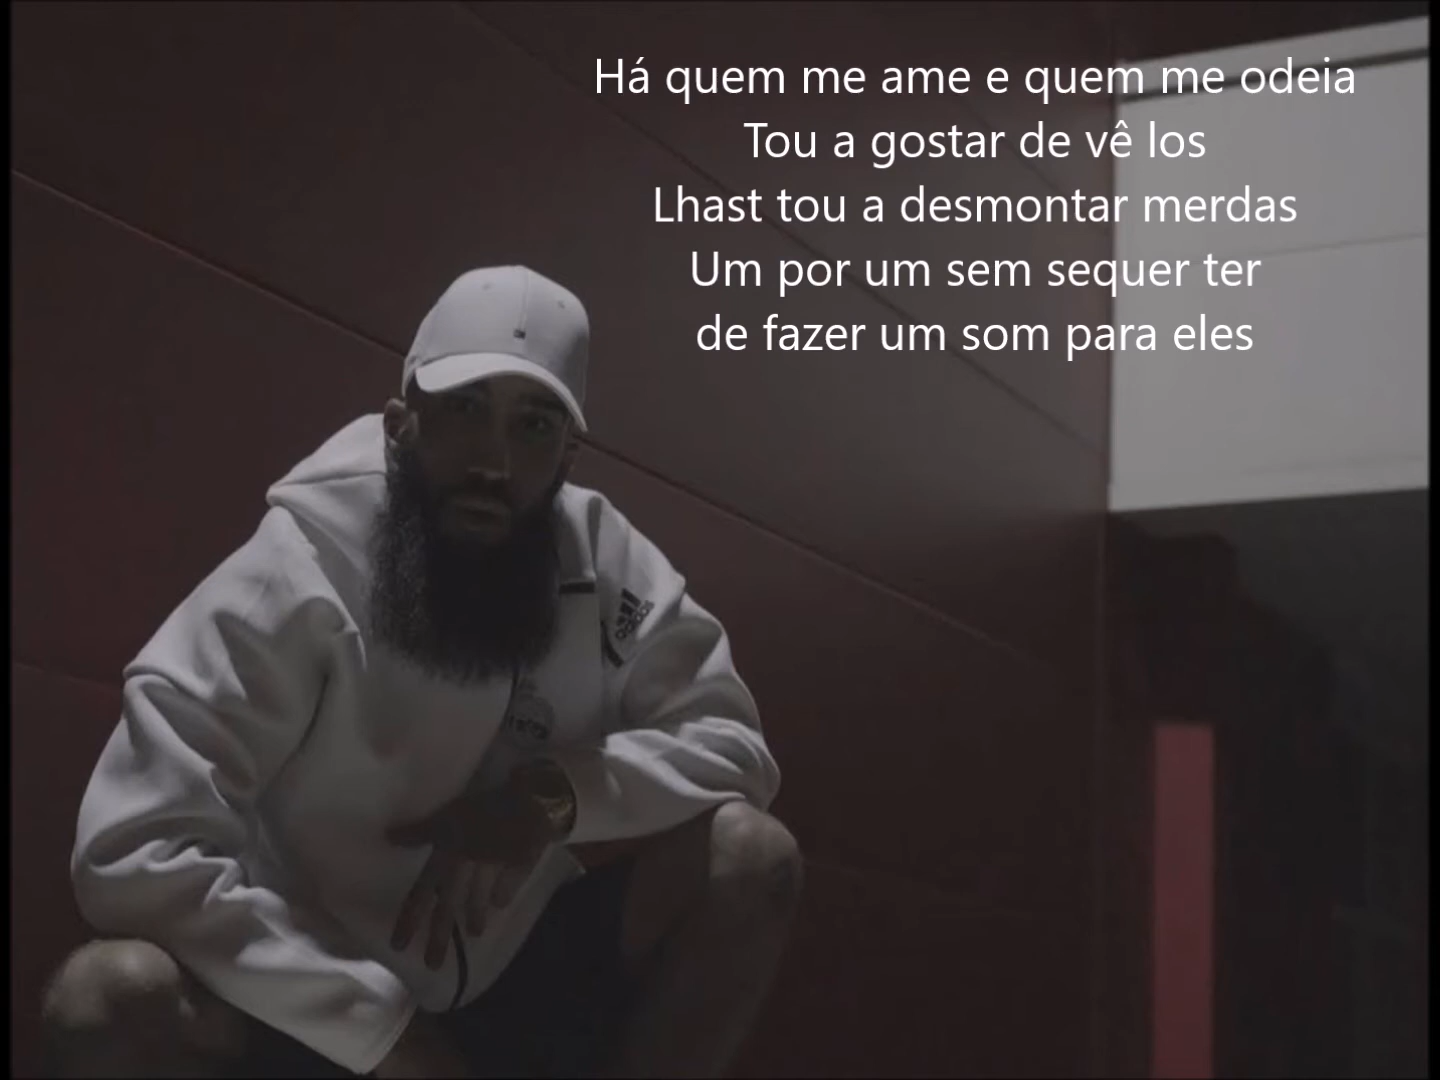 Há quem me ame e quem me odeia
Tou a gostar de vê los
Lhast tou a desmontar merdas
Um por um sem sequer ter
de fazer um som para eles
adidas